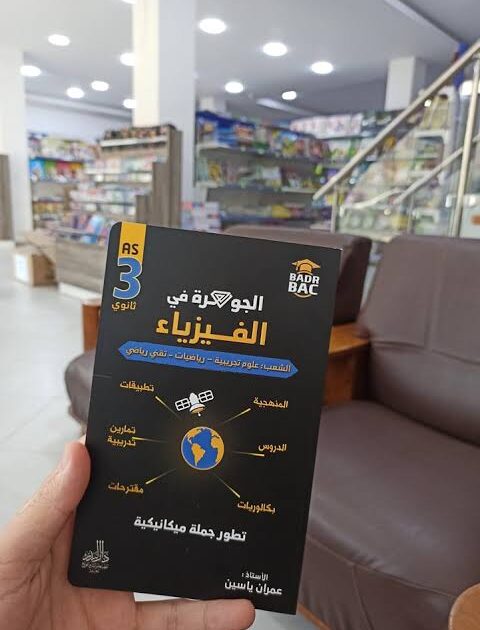 3
AS
ثانوي
BADR
BAC
الجوهرة في
الفيزياء
الشعب: علوم تجريبية - رياضيات - تقني رياضي
المنهجية
تطبيقات
الدروس
تمارين
تدريبية
بكالوريات
مقترحات
تطور جملة ميكانيكية
الأستاذ:
عمران ياسين